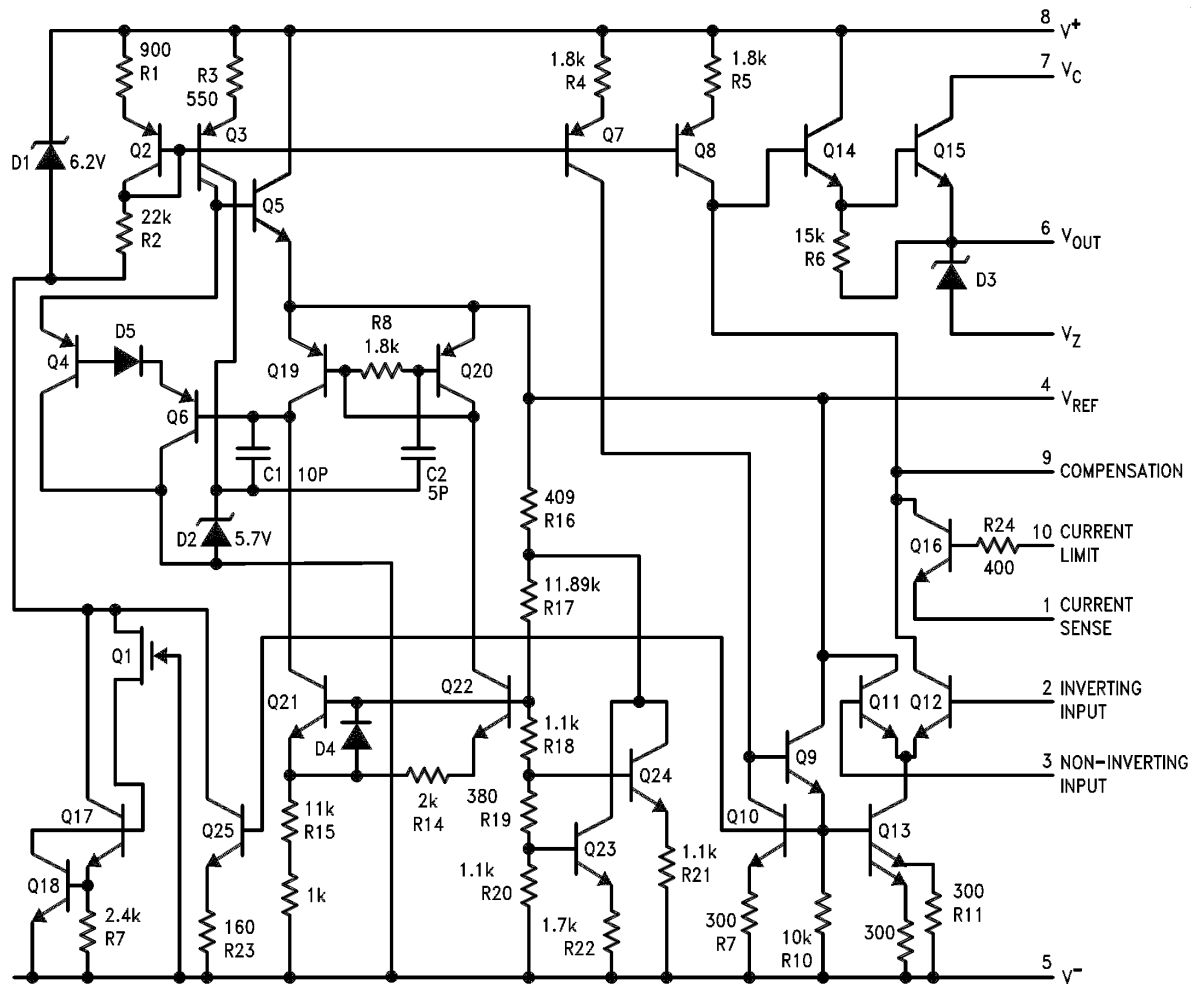 8 V+
900
R1
R3
550
1.8k
R4
1.8k
R5
7 VC
Q2
Q3
Q7
Q8
Q14
Q15
D1
6.2V
Q5
22k
R2
15k
R6
6 VOUT
D3
VZ
D5
R8
1.8k
Q4
Q19
Q20
Q6
4 VREF
C1 10P
C2
5P
9 COMPENSATION
409
R16
R24
400
10 CURRENT
LIMIT
Q16
D2
5.7V
11.89k
R17
1 CURRENT
SENSE
Q1
Q21
Q22
Q11
Q12
2 INVERTING
INPUT
D4
1.1k
R18
Q9
3 NON-INVERTING
INPUT
Q24
2k
R14
380
R19
Q17
Q25
11k
R15
Q10
Q13
Q23
1.1k
R21
Q18
1.1k
R20
1k
2.4k
R7
160
R23
1.7k
R22
300
R7
10k
R10
300
300
R11
5 V−